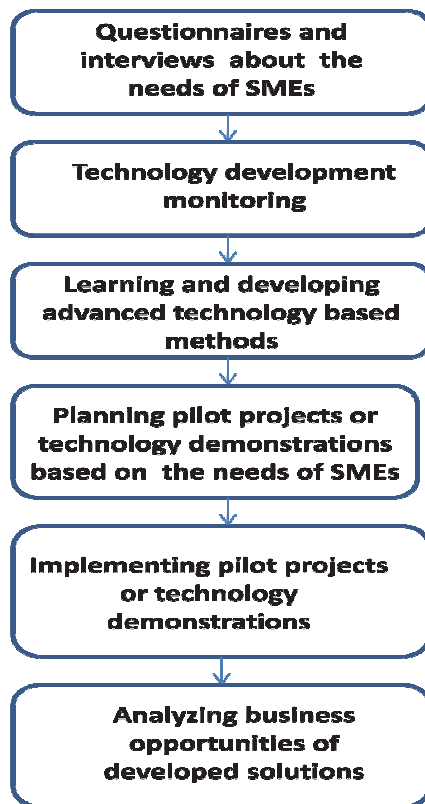 Questionnaires and
interviews about the
needs of SMEs
Technology development
monitoring
Learning and developing
advanced technology based
methods
Planning pilot projects or
technology demonstrations
based on the needs of SMEs
Implementing pilot projects
or technology
demonstrations
Analyzing business
opportunities of
developed solutions